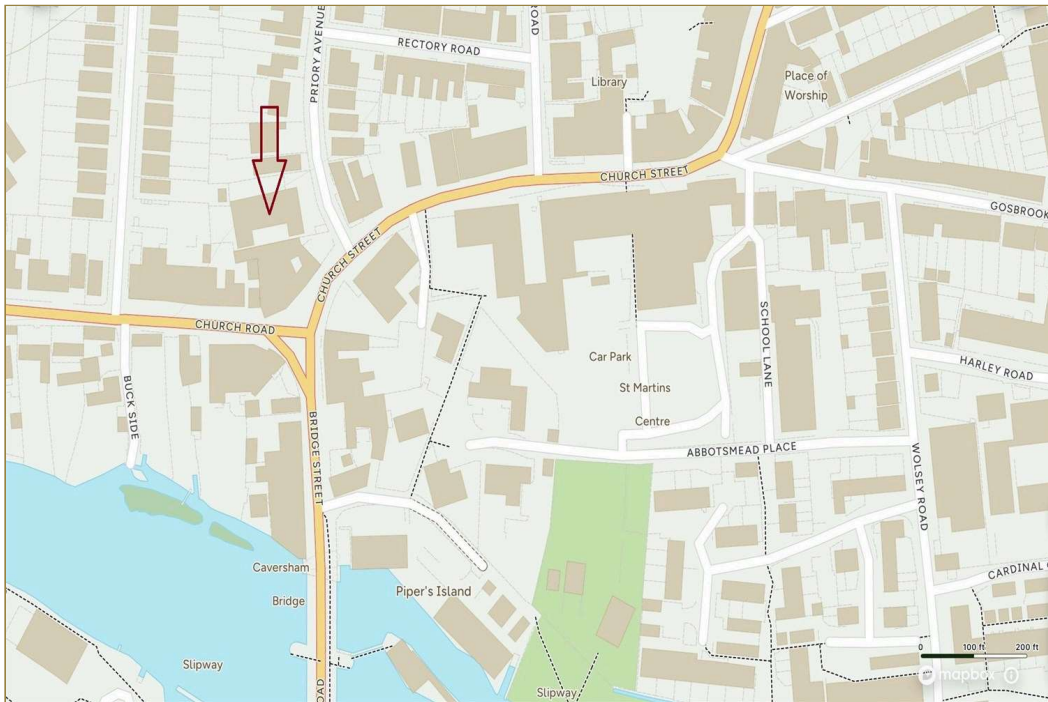 PRIORY AVENUE
RECTORY ROAD
ROAD
Library
Place of
Worship
CHURCH STREET
GOSBROOK
CHURCH STREET
CHURCH ROAD
BUCK SIDE
BRIDGE STREET
Car Park
St Martins
Centre
SCHOOL LANE
HARLEY ROAD
ABBOTSMEAD PLACE
WOLSEY ROAD
Caversham
Bridge
Piper's Island
CARDINAL
Slipway
Slipway
ROAD
0 100 ft 200 ft
mapbox